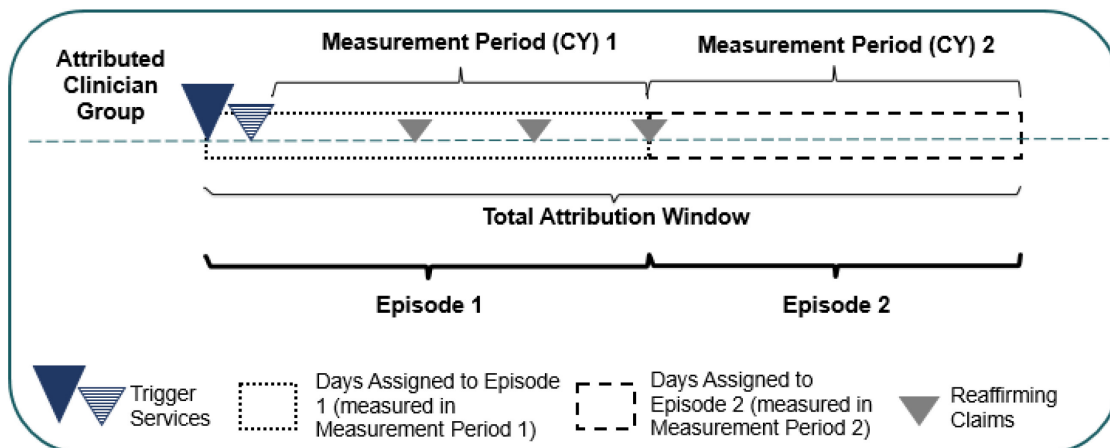 Attributed
Clinician
Group
Measurement Period (CY) 1
Measurement Period (CY) 2
Total Attribution Window
Episode 1
Episode 2
Trigger
Services
Days Assigned to Episode
1 (measured in
Measurement Period 1)
Days Assigned to
Episode 2 (measured in
Measurement Period 2)
Reaffirming
Claims